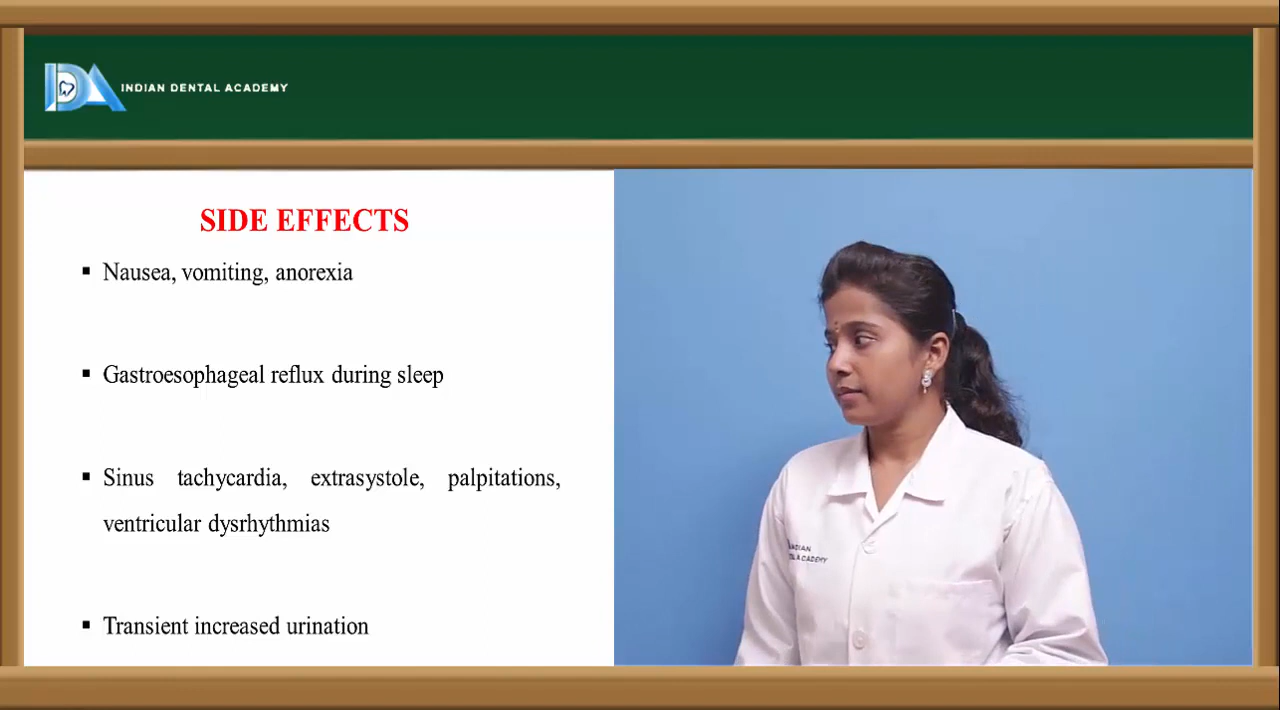 INDIAN DENTAL ACADEMY
SIDE EFFECTS
▪ Nausea, vomiting, anorexia
▪ Gastroesophageal reflux during sleep
▪ Sinus tachycardia, extrasystole, palpitations,
ventricular dysrhythmias
▪ Transient increased urination